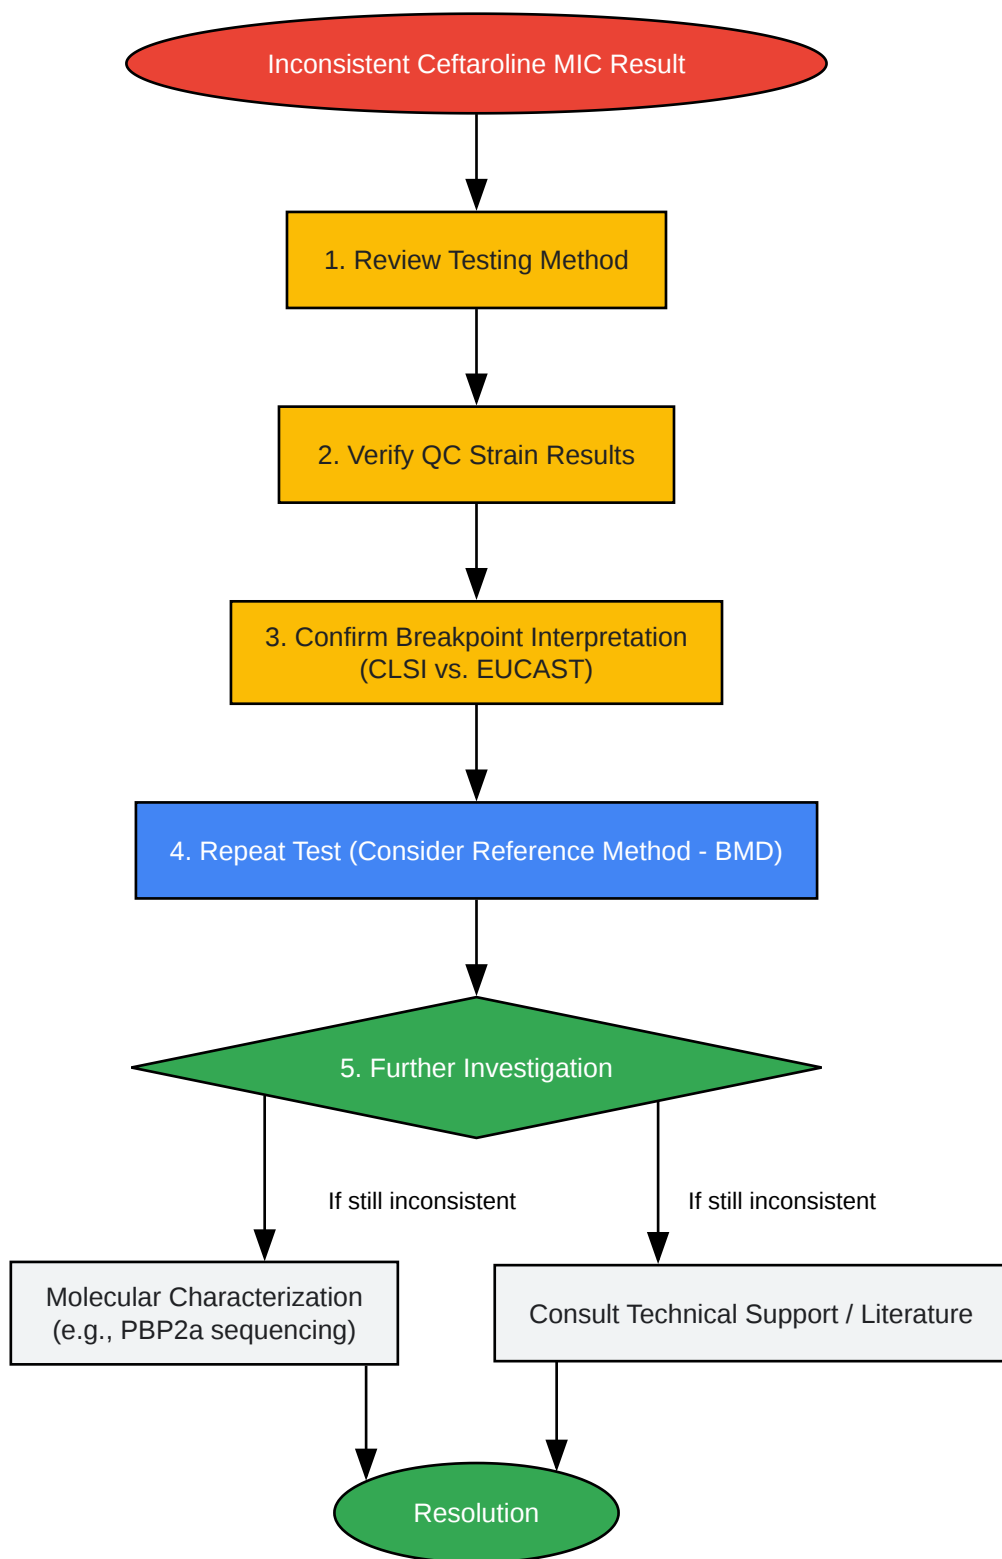 Inconsistent Ceftaroline MIC Result
1. Review Testing Method
2. Verify QC Strain Results
3. Confirm Breakpoint Interpretation
(CLSI vs. EUCAST)
4. Repeat Test (Consider Reference Method - BMD)
5. Further Investigation
If still inconsistent
If still inconsistent
Molecular Characterization
(e.g., PBP2a sequencing)
Consult Technical Support / Literature
Resolution